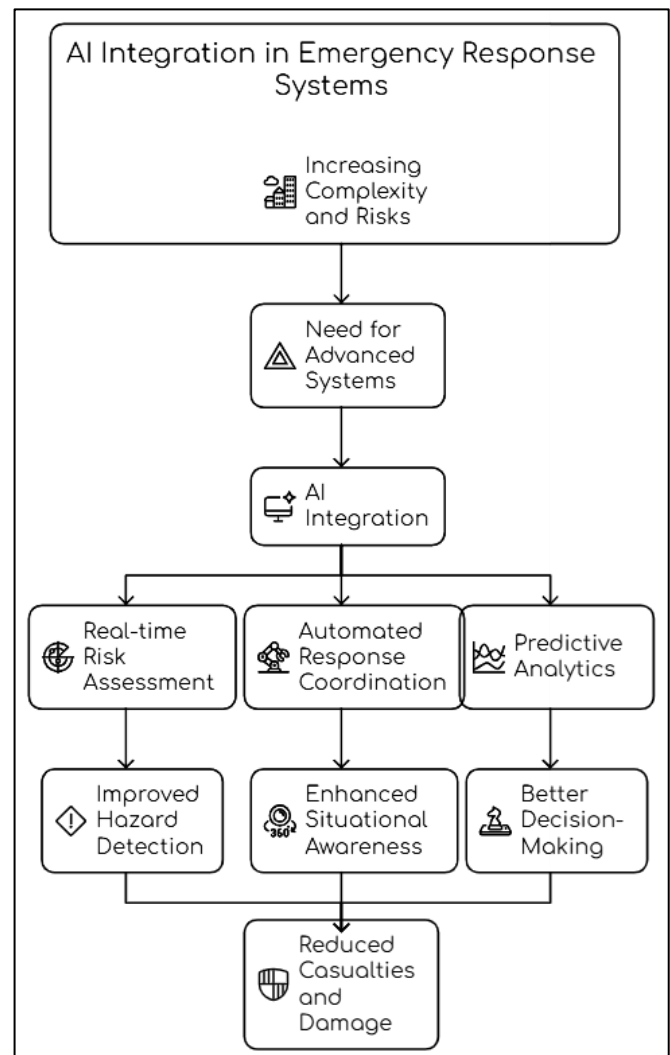 AI Integration in Emergency Response
Systems
Increasing
Complexity
and Risks
Need for
Advanced
Systems
AI
Integration
Real-time
Risk
Assessment
Automated
Response
Coordination
Predictive
Analytics
Improved
Hazard
Detection
360°
Enhanced
Situational
Awareness
Better
Decision-
Making
Reduced
Casualties
and
Damage